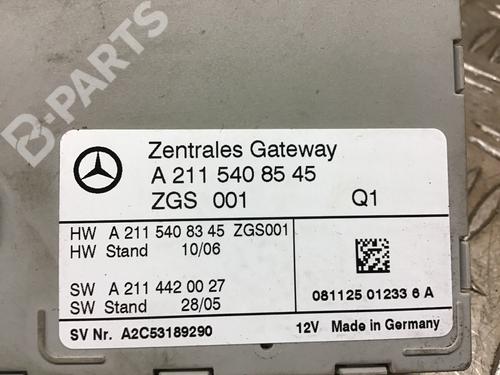 B-PARTS
Zentrales Gateway
A 211 540 85 45
ZGS 001 Q1
HW A 211 540 83 45 ZGS001
HW Stand 10/06
SW A 211 442 00 27
SW Stand 28/05
081125 01233 6 A
SV Nr. A2C53189290 12V Made in Germany